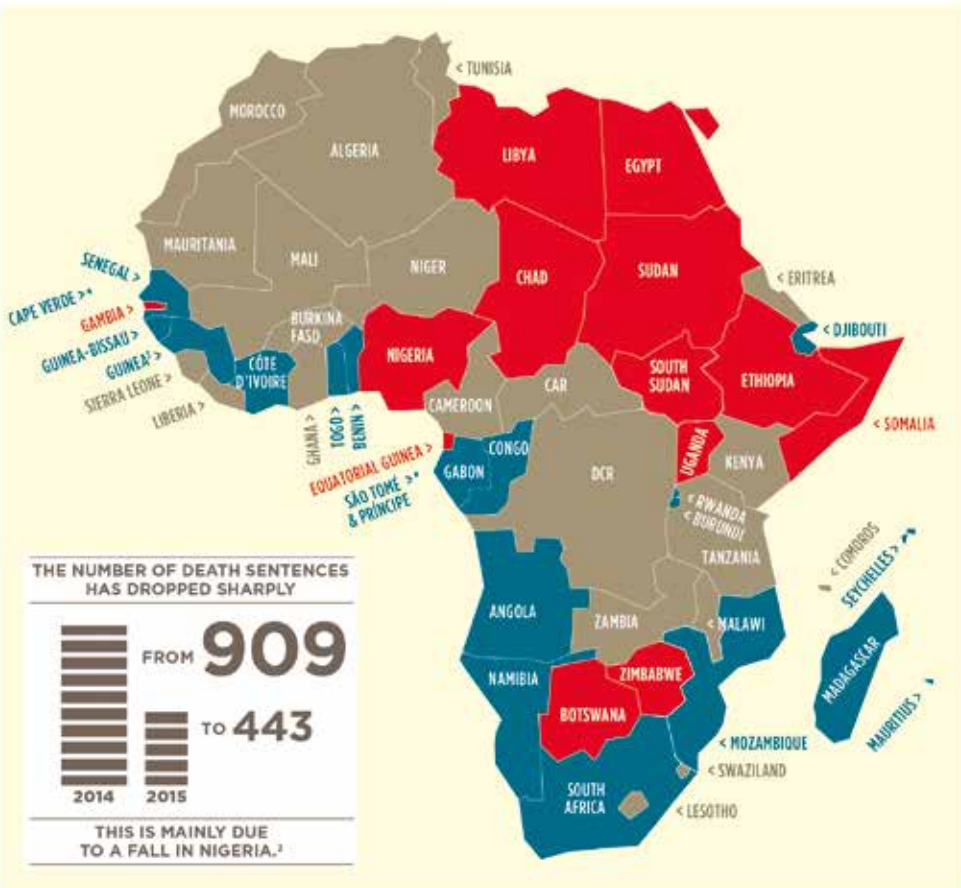 < TUNISIA
MOROCCO
ALGERIA
LIBYA
EGYPT
MAURITANIA
MALI
NIGER
CHAD
SUDAN
< ERITREA
SENEGAL >
CAPE VERDE >*
GAMBIA >
GUINEA-BISSAU >
GUINEA >
SIERRA LEONE >
LIBERIA >
BURKINA
FASO
CÔTE
D'IVOIRE
GHANA >
TOGO >
BENIN >
NIGERIA
< DJIBOUTI
SOUTH
SUDAN
ETHIOPIA
CAR
CAMEROON
< SOMALIA
EQUATORIAL GUINEA >
SÃO TOMÉ >*
& PRÍNCIPE
GABON
CONGO
DCR
UGANDA
KENYA
< RWANDA
< BURUNDI
TANZANIA
< COMOROS
SEYCHELLES >
ANGOLA
ZAMBIA
< MALAWI
MADAGASCAR
MAURITIUS >
NAMIBIA
ZIMBABWE
BOTSWANA
< MOZAMBIQUE
< SWAZILAND
SOUTH
AFRICA
< LESOTHO
THE NUMBER OF DEATH SENTENCES
HAS DROPPED SHARPLY
FROM 909
TO 443
2014 2015
THIS IS MAINLY DUE
TO A FALL IN NIGERIA.²